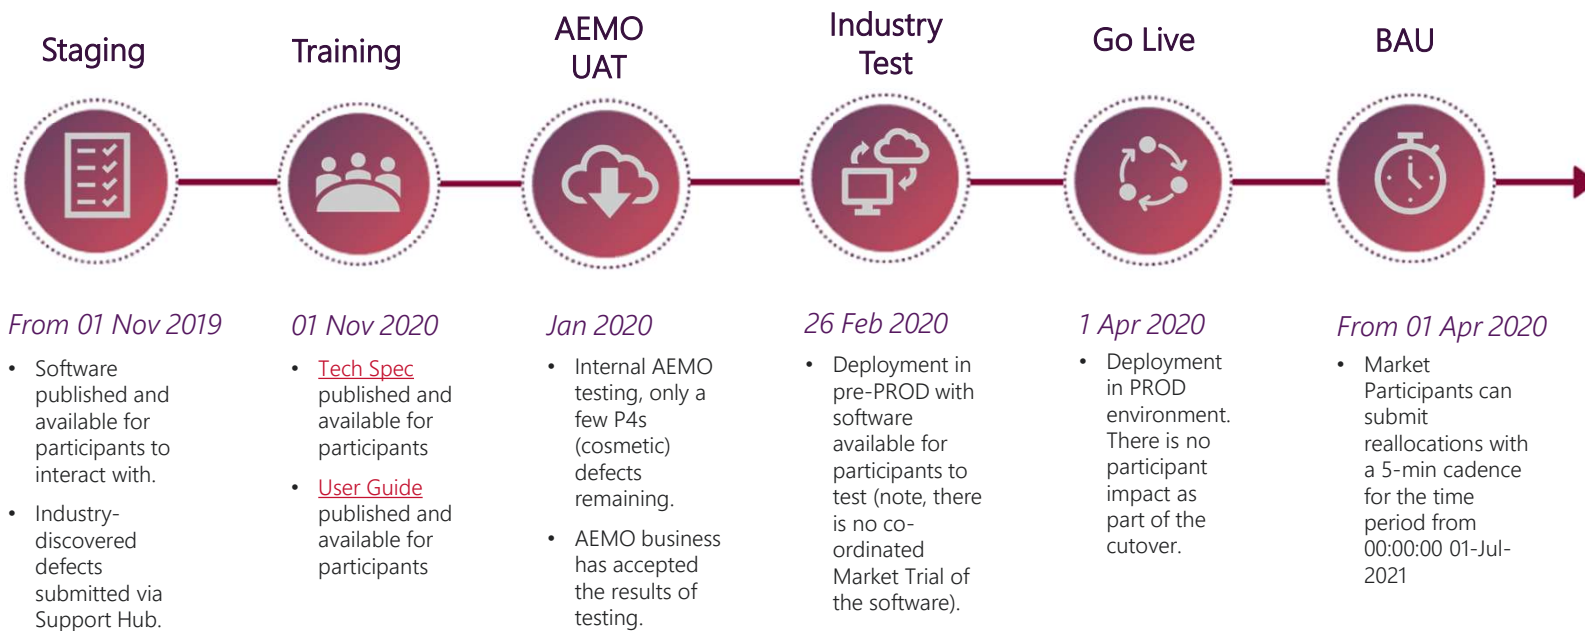 Staging
From 01 Nov 2019
• Software
published and
available for
participants to
interact with.
• Industry-
discovered
defects
submitted via
Support Hub.
Training
01 Nov 2020
• Tech Spec
published and
available for
participants
• User Guide
published and
available for
participants
AEMO
UAT
Jan 2020
• Internal AEMO
testing, only a
few P4s
(cosmetic)
defects
remaining.
• AEMO business
has accepted
the results of
testing.
Industry
Test
26 Feb 2020
• Deployment in
pre-PROD with
software
available for
participants to
test (note, there
is no co-
ordinated
Market Trial of
the software).
Go Live
1 Apr 2020
• Deployment
in PROD
environment.
There is no
participant
impact as
part of the
cutover.
BAU
From 01 Apr 2020
• Market
Participants can
submit
reallocations with
a 5-min cadence
for the time
period from
00:00:00 01-Jul-
2021